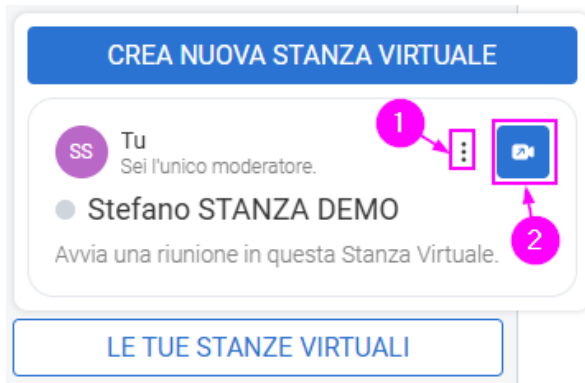 CREA NUOVA STANZA VIRTUALE
1
SS
Tu
Sei l'unico moderatore.
Stefano STANZA DEMO
2
Avvia una riunione in questa Stanza Virtuale.
LE TUE STANZE VIRTUALI